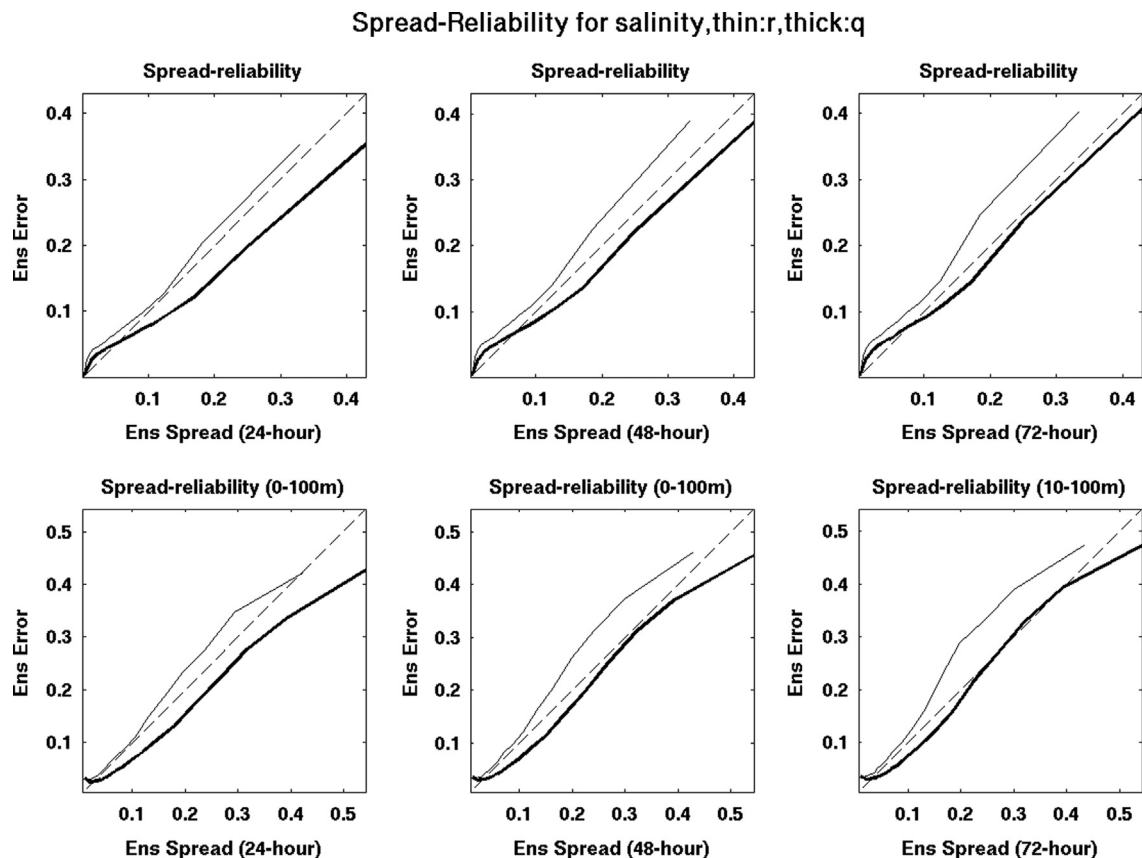 Spread-Reliability for salinity,thin:r,thick:q
Spread-reliability
Ens Error
0.4
0.3
0.2
0.1
0.1 0.2 0.3 0.4
Ens Spread (24-hour)
Spread-reliability
Ens Error
0.4
0.3
0.2
0.1
0.1 0.2 0.3 0.4
Ens Spread (48-hour)
Spread-reliability
Ens Error
0.4
0.3
0.2
0.1
0.1 0.2 0.3 0.4
Ens Spread (72-hour)
Spread-reliability (0-100m)
Ens Error
0.5
0.4
0.3
0.2
0.1
0.1 0.2 0.3 0.4 0.5
Ens Spread (24-hour)
Spread-reliability (0-100m)
Ens Error
0.5
0.4
0.3
0.2
0.1
0.1 0.2 0.3 0.4 0.5
Ens Spread (48-hour)
Spread-reliability (10-100m)
Ens Error
0.5
0.4
0.3
0.2
0.1
0.1 0.2 0.3 0.4 0.5
Ens Spread (72-hour)